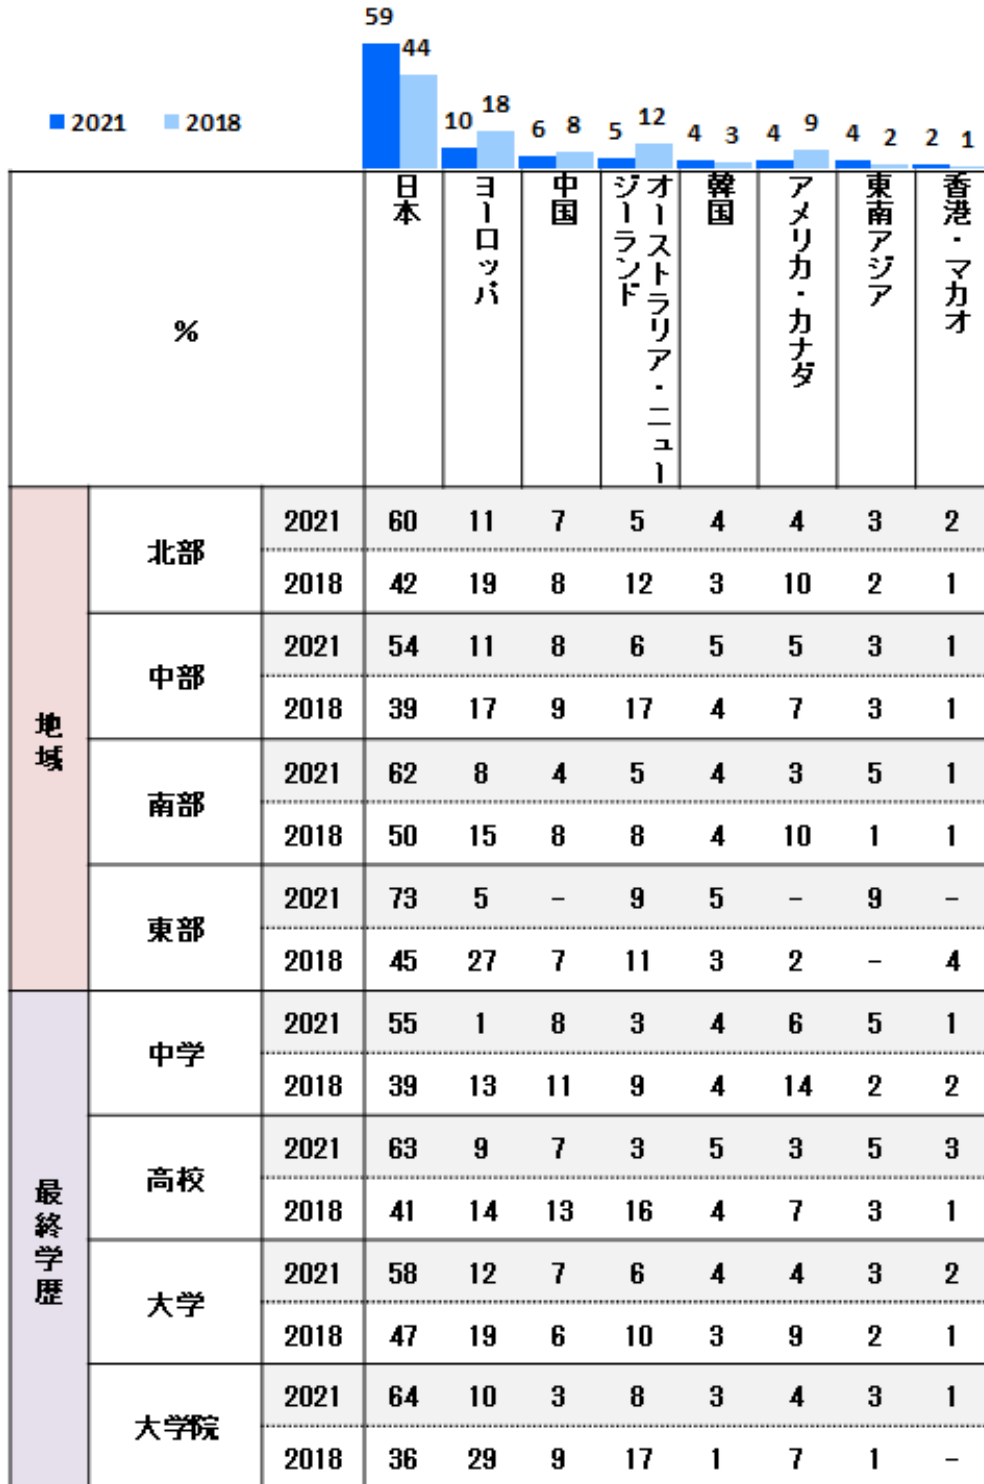 59
44
■ 2021 ■ 2018
10 18 6 8 5 12 4 3 4 9 4 2 2 1
% 日本 ヨーロッパ 中国 オーストラリア・ニュージーランド 韓国 アメリカ・カナダ 東南アジア 香港・マカオ
地域
北部 2021 60 11 7 5 4 4 3 2
2018 42 19 8 12 3 10 2 1
中部 2021 54 11 8 6 5 5 3 1
2018 39 17 9 17 4 7 3 1
南部 2021 62 8 4 5 4 3 5 1
2018 50 15 8 8 4 10 1 1
東部 2021 73 5 - 9 5 - 9 -
2018 45 27 7 11 3 2 - 4
最終学歴
中学 2021 55 1 8 3 4 6 5 1
2018 39 13 11 9 4 14 2 2
高校 2021 63 9 7 3 5 3 5 3
2018 41 14 13 16 4 7 3 1
大学 2021 58 12 7 6 4 4 3 2
2018 47 19 6 10 3 9 2 1
大学院 2021 64 10 3 8 3 4 3 1
2018 36 29 9 17 1 7 1 -